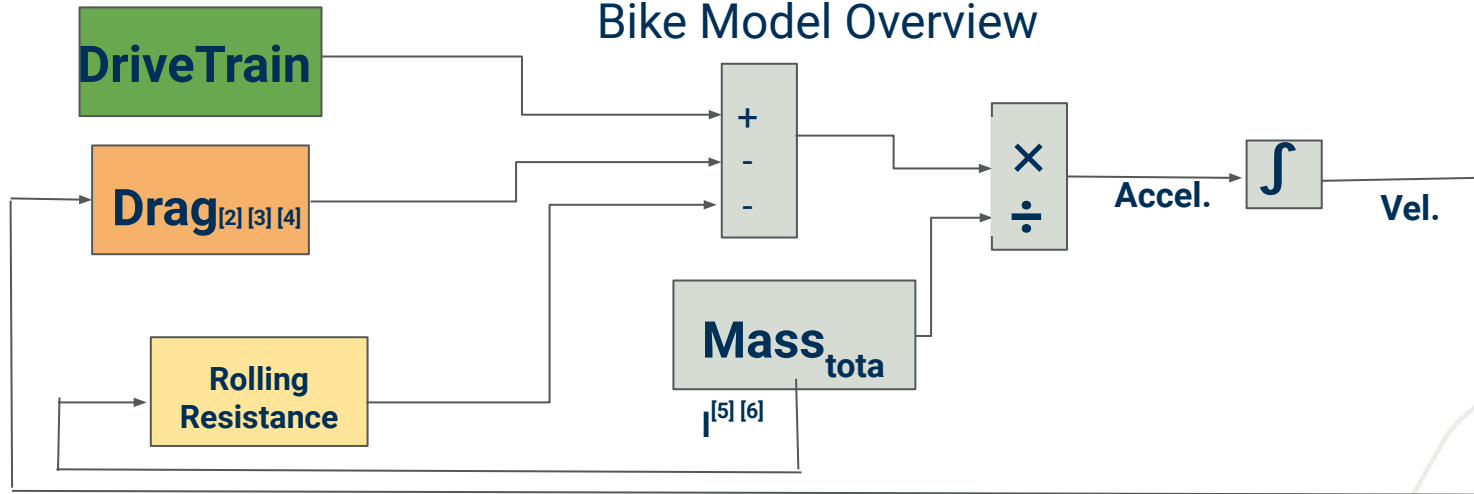 Bike Model Overview
DriveTrain
+
-
-
×
÷
Accel.
∫
Vel.
Drag[2] [3] [4]
Mass tota
l[5] [6]
Rolling
Resistance